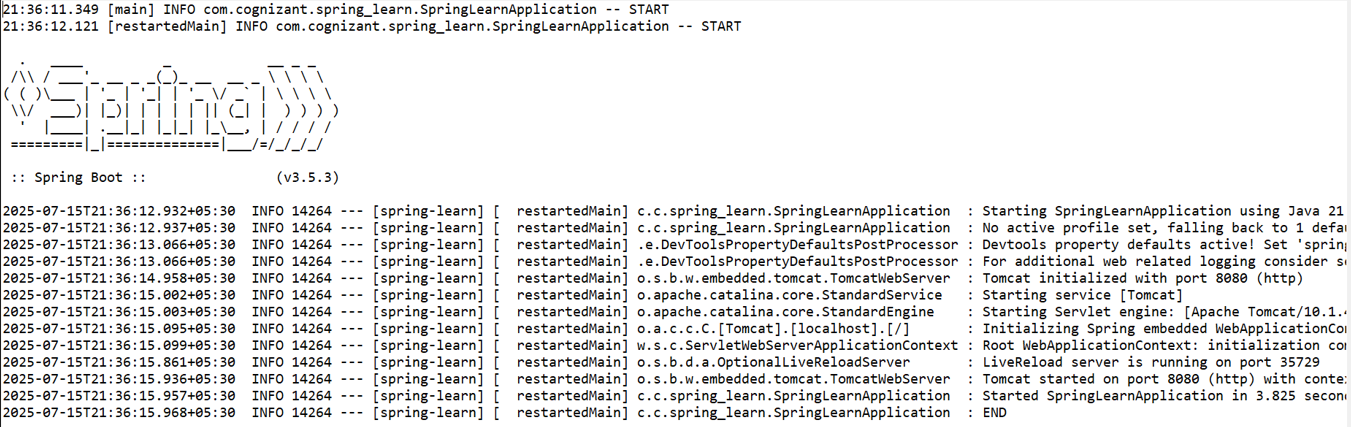 21:36:11.349 [main] INFO com.cognizant.spring_learn.SpringLearnApplication -- START
21:36:12.121 [restartedMain] INFO com.cognizant.spring_learn.SpringLearnApplication -- START

  .   ____          _            __ _ _
 /\\ / ___'_ __ _ _(_)_ __  __ _ \ \ \ \
( ( )\___ | '_ | '_| | '_ \/ _` | \ \ \ \
 \\/  ___)| |_)| | | | | || (_| |  ) ) ) )
  '  |____| .__|_| |_|_| |_\__, | / / / /
 =========|_|==============|___/=/_/_/_/

 :: Spring Boot ::                (v3.5.3)

2025-07-15T21:36:12.932+05:30  INFO 14264 --- [spring-learn] [  restartedMain] c.c.spring_learn.SpringLearnApplication  : Starting SpringLearnApplication using Java 21
2025-07-15T21:36:12.937+05:30  INFO 14264 --- [spring-learn] [  restartedMain] c.c.spring_learn.SpringLearnApplication  : No active profile set, falling back to 1
2025-07-15T21:36:13.066+05:30  INFO 14264 --- [spring-learn] [  restartedMain] .e.DevToolsPropertyDefaultsPostProcessor : Devtools property defaults active! Set 'spring
2025-07-15T21:36:13.066+05:30  INFO 14264 --- [spring-learn] [  restartedMain] .e.DevToolsPropertyDefaultsPostProcessor : For additional web related logging consider
2025-07-15T21:36:14.958+05:30  INFO 14264 --- [spring-learn] [  restartedMain] o.s.b.w.embedded.tomcat.TomcatWebServer  : Tomcat initialized with port 8080 (http)
2025-07-15T21:36:15.002+05:30  INFO 14264 --- [spring-learn] [  restartedMain] o.apache.catalina.core.StandardService   : Starting service [Tomcat]
2025-07-15T21:36:15.003+05:30  INFO 14264 --- [spring-learn] [  restartedMain] o.apache.catalina.core.StandardEngine    : Starting Servlet engine: [Apache Tomcat/10.1.4
2025-07-15T21:36:15.095+05:30  INFO 14264 --- [spring-learn] [  restartedMain] o.a.c.c.C.[Tomcat].[localhost].[/]       : Initializing Spring embedded WebApplicationCo
2025-07-15T21:36:15.099+05:30  INFO 14264 --- [spring-learn] [  restartedMain] w.s.c.ServletWebServerApplicationContext : Root WebApplicationContext: initialization co
2025-07-15T21:36:15.861+05:30  INFO 14264 --- [spring-learn] [  restartedMain] o.s.b.d.a.OptionalLiveReloadServer       : LiveReload server is running on port 35729
2025-07-15T21:36:15.936+05:30  INFO 14264 --- [spring-learn] [  restartedMain] o.s.b.w.embedded.tomcat.TomcatWebServer  : Tomcat started on port 8080 (http) with conte
2025-07-15T21:36:15.957+05:30  INFO 14264 --- [spring-learn] [  restartedMain] c.c.spring_learn.SpringLearnApplication  : Started SpringLearnApplication in 3.825 secon
2025-07-15T21:36:15.968+05:30  INFO 14264 --- [spring-learn] [  restartedMain] c.c.spring_learn.SpringLearnApplication  : END